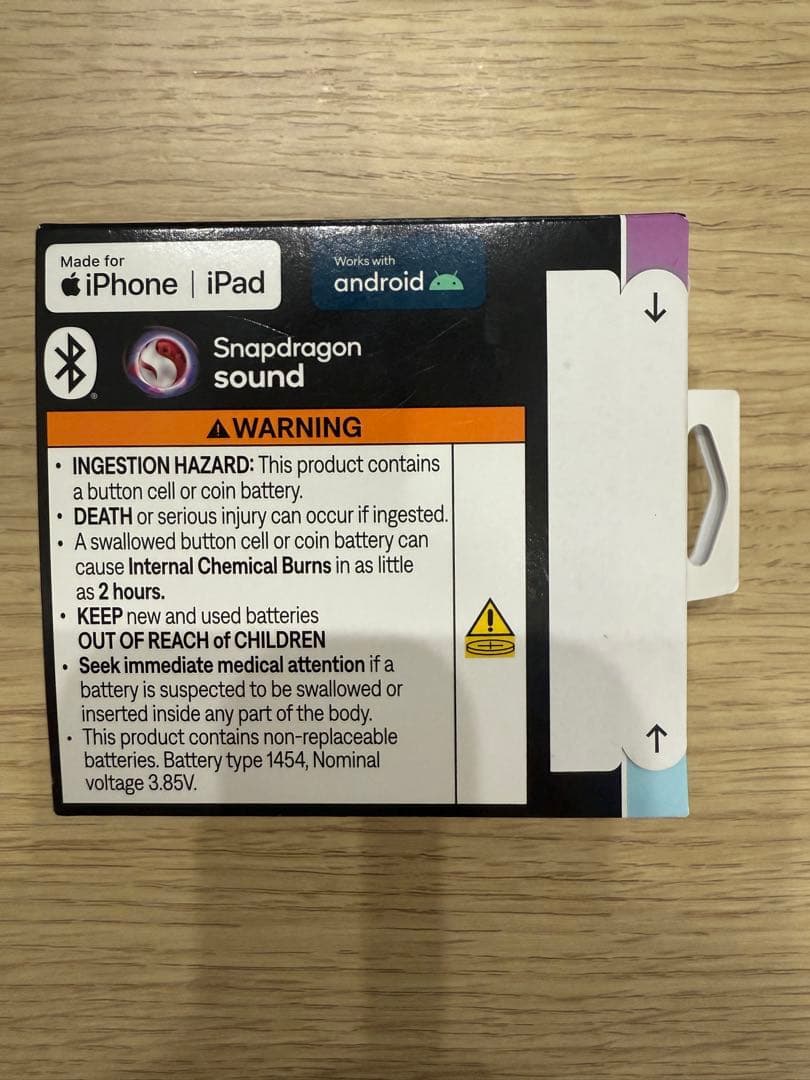 Made for
iPhone | iPad
Works with
android
Snapdragon
sound
®
WARNING
• INGESTION HAZARD: This product contains
a button cell or coin battery.
• DEATH or serious injury can occur if ingested.
• A swallowed button cell or coin battery can
cause Internal Chemical Burns in as little
as 2 hours.
• KEEP new and used batteries
OUT OF REACH of CHILDREN
• Seek immediate medical attention if a
battery is suspected to be swallowed or
inserted inside any part of the body.
• This product contains non-replaceable
batteries. Battery type 1454, Nominal
voltage 3.85V.